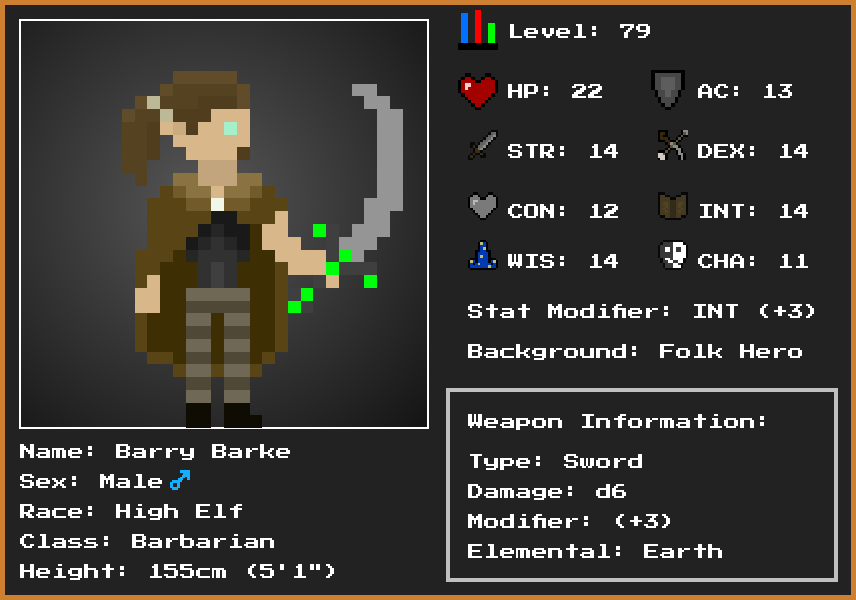 Level: 79
HP: 22 AC: 13
STR: 14 DEX: 14
CON: 12 INT: 14
WIS: 14 CHA: 11
Stat Modifier: INT (+3)
Background: Folk Hero
Weapon Information:
Type: Sword
Damage: d6
Modifier: (+3)
Elemental: Earth
Name: Barry Barke
Sex: Male ♂
Race: High Elf
Class: Barbarian
Height: 155cm (5'1")